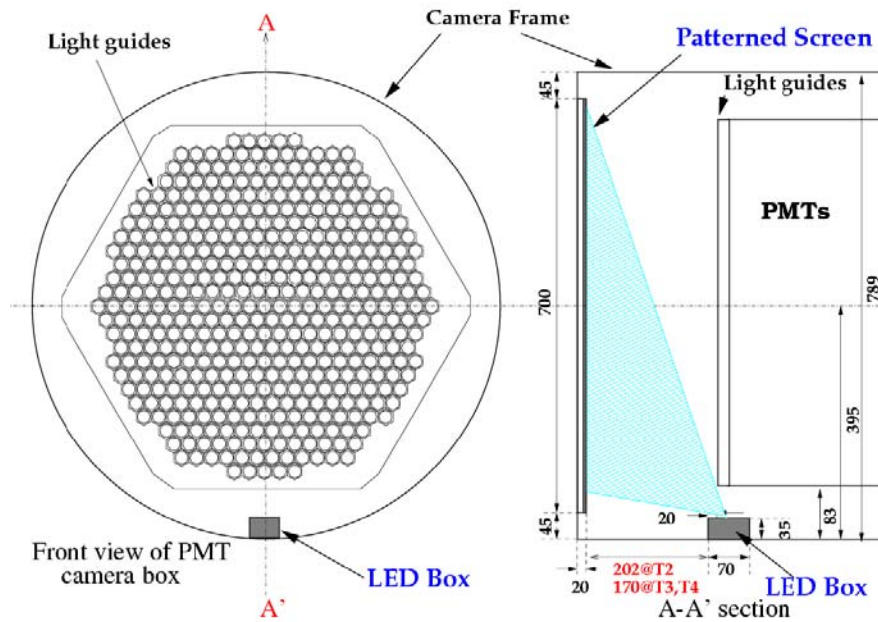 A
Camera Frame
Light guides
Patterned Screen
Light guides
45
PMTs
700
789
395
20
83
35
45
Front view of PMT
camera box
LED Box
A'
20
202@T2
170@T3,T4
70
LED Box
A-A' section